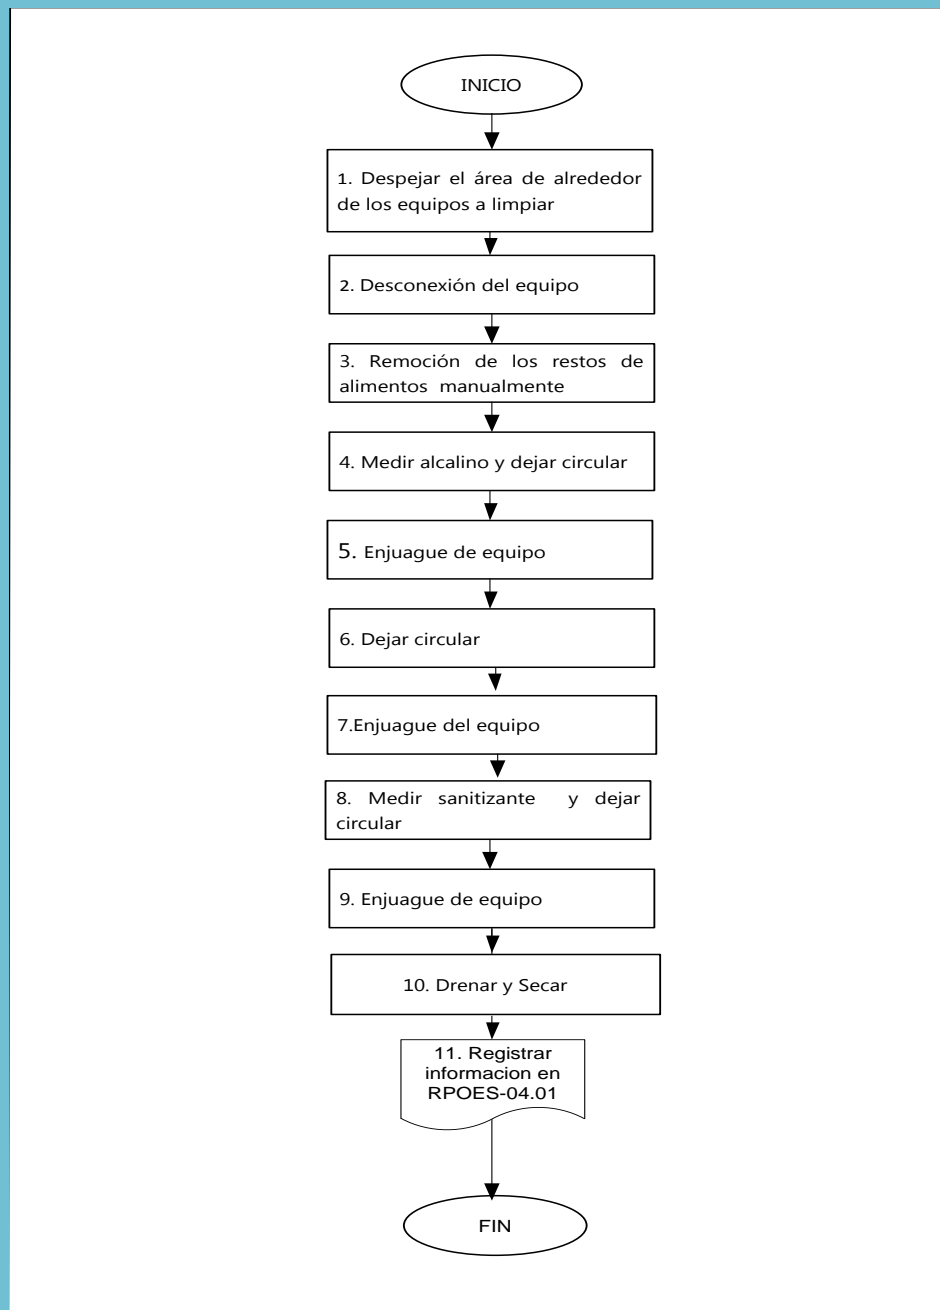 INICIO
1. Despejar el área de alrededor
de los equipos a limpiar
2. Desconexión del equipo
3. Remoción de los restos de
alimentos manualmente
4. Medir alcalino y dejar circular
5. Enjuague de equipo
6. Dejar circular
7.Enjuague del equipo
8. Medir sanitizante y dejar
circular
9. Enjuague de equipo
10. Drenar y Secar
11. Registrar
informacion en
RPOES-04.01
FIN